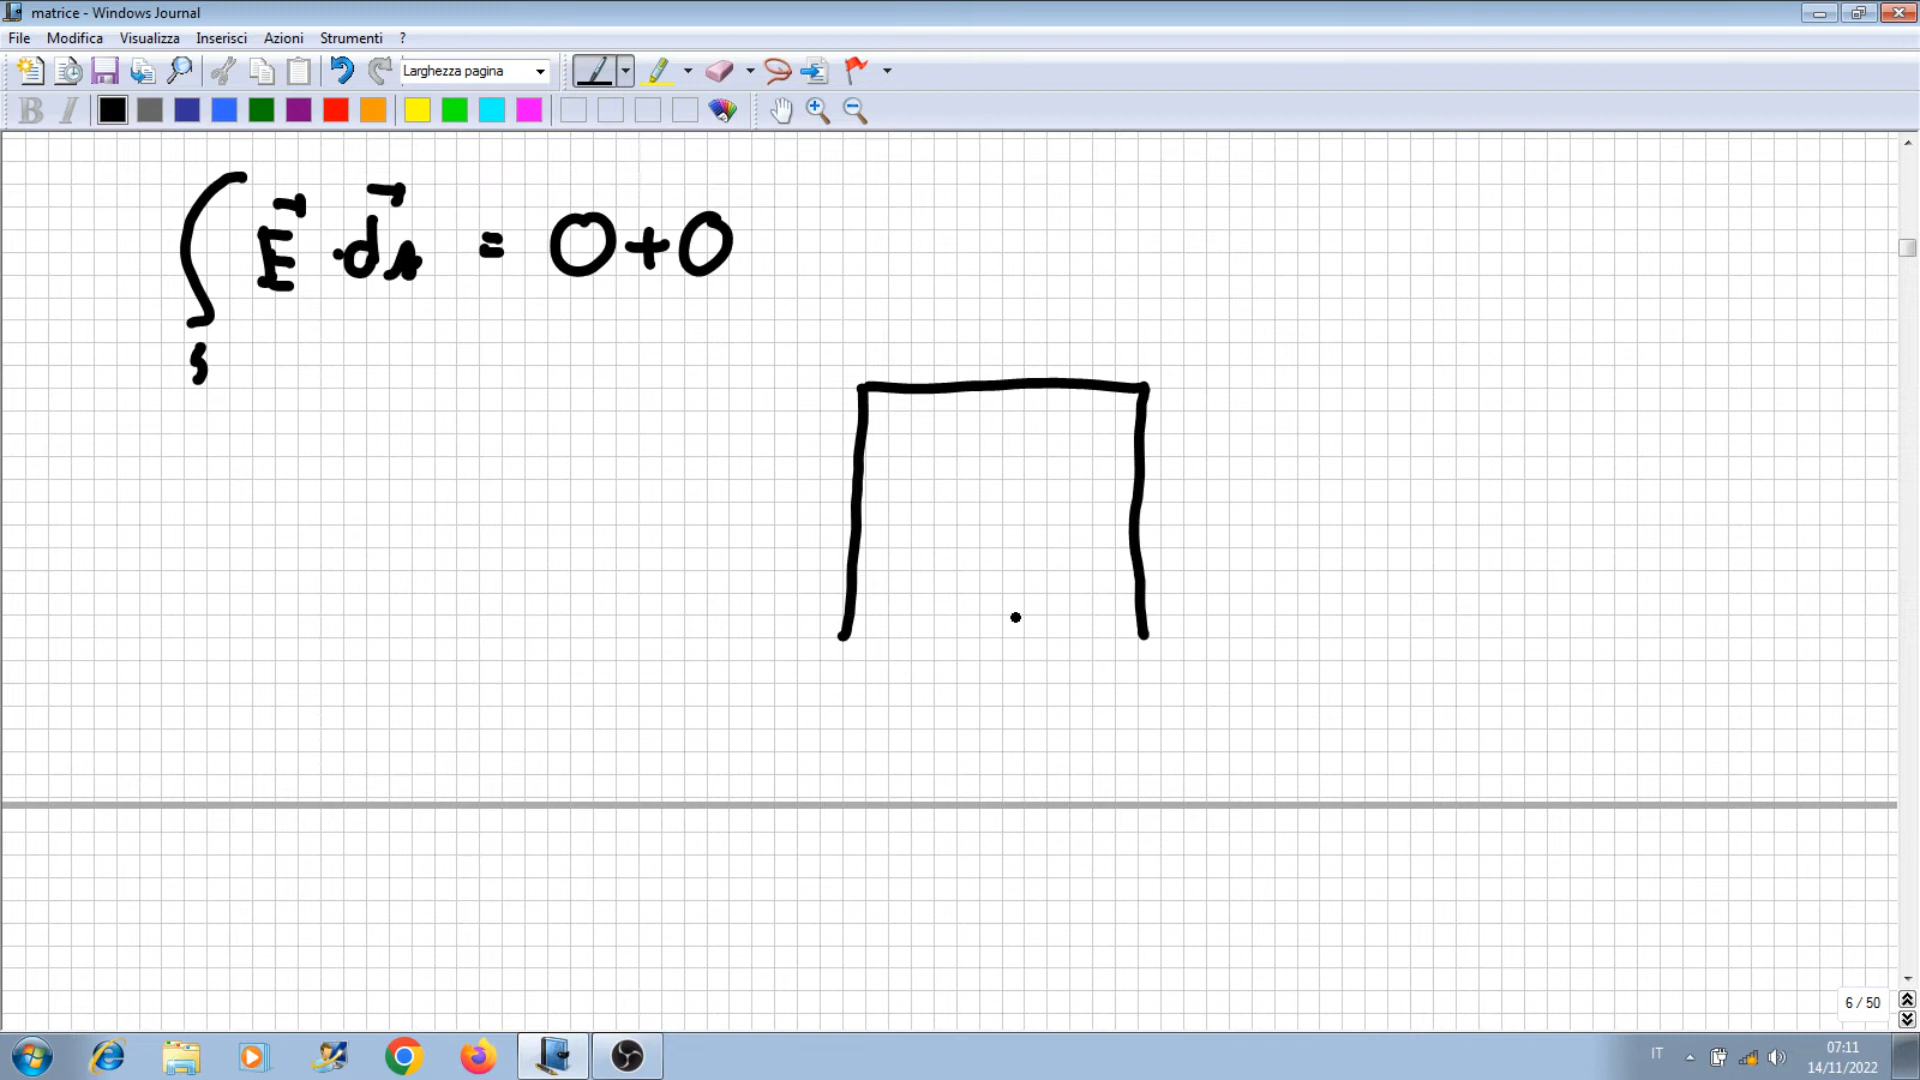 matrice - Windows Journal
File Modifica Visualizza Inserisci Azioni Strumenti ?
Larghezza pagina
B I
∫ E⃗ · ds⃗ = 0+0
s
6 / 50
IT
07:11
14/11/2022